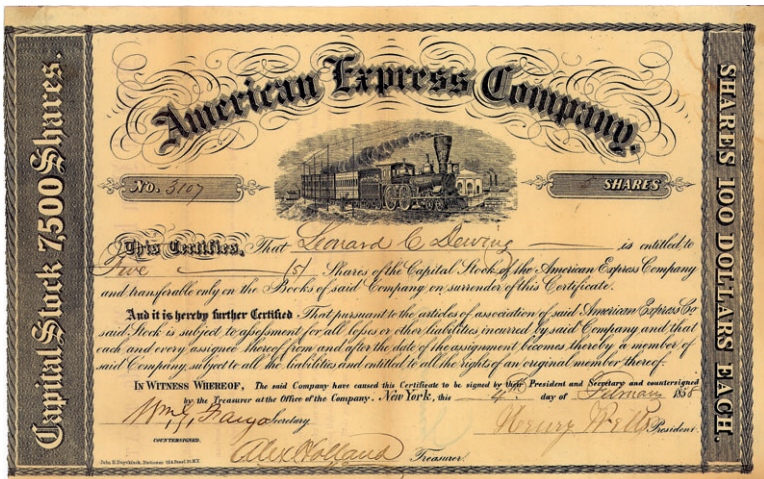 American Express Company.
No. 3107
5 SHARES
Capital Stock 7,500 Shares.
SHARES 100 DOLLARS EACH.
This Certifies, That Leonard C Dewing is entitled to
Five (5) Shares of the Capital Stock of the American Express Company
and transferable only on the Books of said Company on surrender of this Certificate.
And it is hereby further Certified That pursuant to the articles of association of said American Express Co
said Stock is subject to assessment for all losses or other liabilities incurred by said Company and that
each and every assignee thereof from and after the date of the assignment becomes thereby a member of
said Company, subject to all the liabilities and entitled to all the rights of an original member thereof.
IN WITNESS WHEREOF, The said Company have caused this Certificate to be signed by their President and Secretary and countersigned
by the Treasurer at the Office of the Company. New York, this 4 day of February 185
Wm G. Fargo Secretary. Henry Wells President.
COUNTERSIGNED.
Alex Holland Treasurer.
Stationer